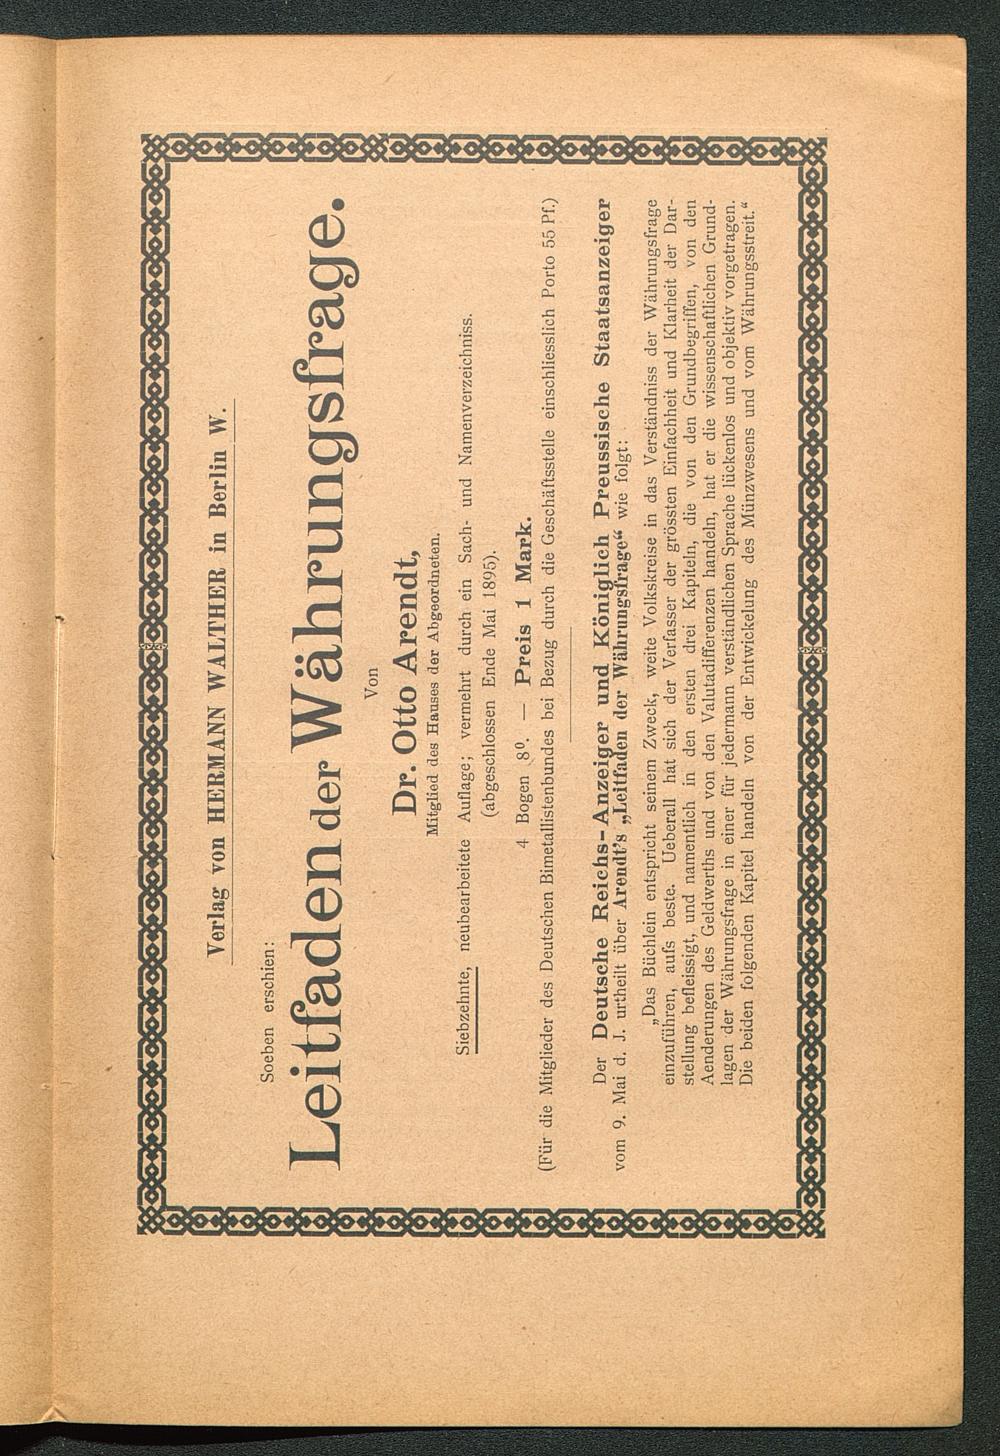 Verlag von HERMANN WALTHER in Berlin W.
Soeben erschien:
Leitfaden der Währungsfrage.
Von
Dr. Otto Arendt,
Mitglied des Hauses der Abgeordneten.
Siebzehnte, neubearbeitete Auflage; vermehrt durch ein Sach- und Namenverzeichniss.
(abgeschlossen Ende Mai 1895).
4 Bogen 8⁰. — Preis 1 Mark.
(Für die Mitglieder des Deutschen Bimetallistenbundes bei Bezug durch die Geschäftsstelle einschliesslich Porto 55 Pf.)
Der Deutsche Reichs-Anzeiger und Königlich Preussische Staatsanzeiger
vom 9. Mai d. J. urtheilt über Arendt's „Leitfaden der Währungsfrage“ wie folgt:
„Das Büchlein entspricht seinem Zweck, weite Volkskreise in das Verständniss der Währungsfrage
einzuführen, aufs beste. Ueberall hat sich der Verfasser der grössten Einfachheit und Klarheit der Dar-
stellung befleissigt, und namentlich in den ersten drei Kapiteln, die von den Grundbegriffen, von den
Aenderungen des Geldwerths und von den Valutadifferenzen handeln, hat er die wissenschaftlichen Grund-
lagen der Währungsfrage in einer für jedermann verständlichen Sprache lückenlos und objektiv vorgetragen.
Die beiden folgenden Kapitel handeln von der Entwickelung des Münzwesens und vom Währungsstreit.“